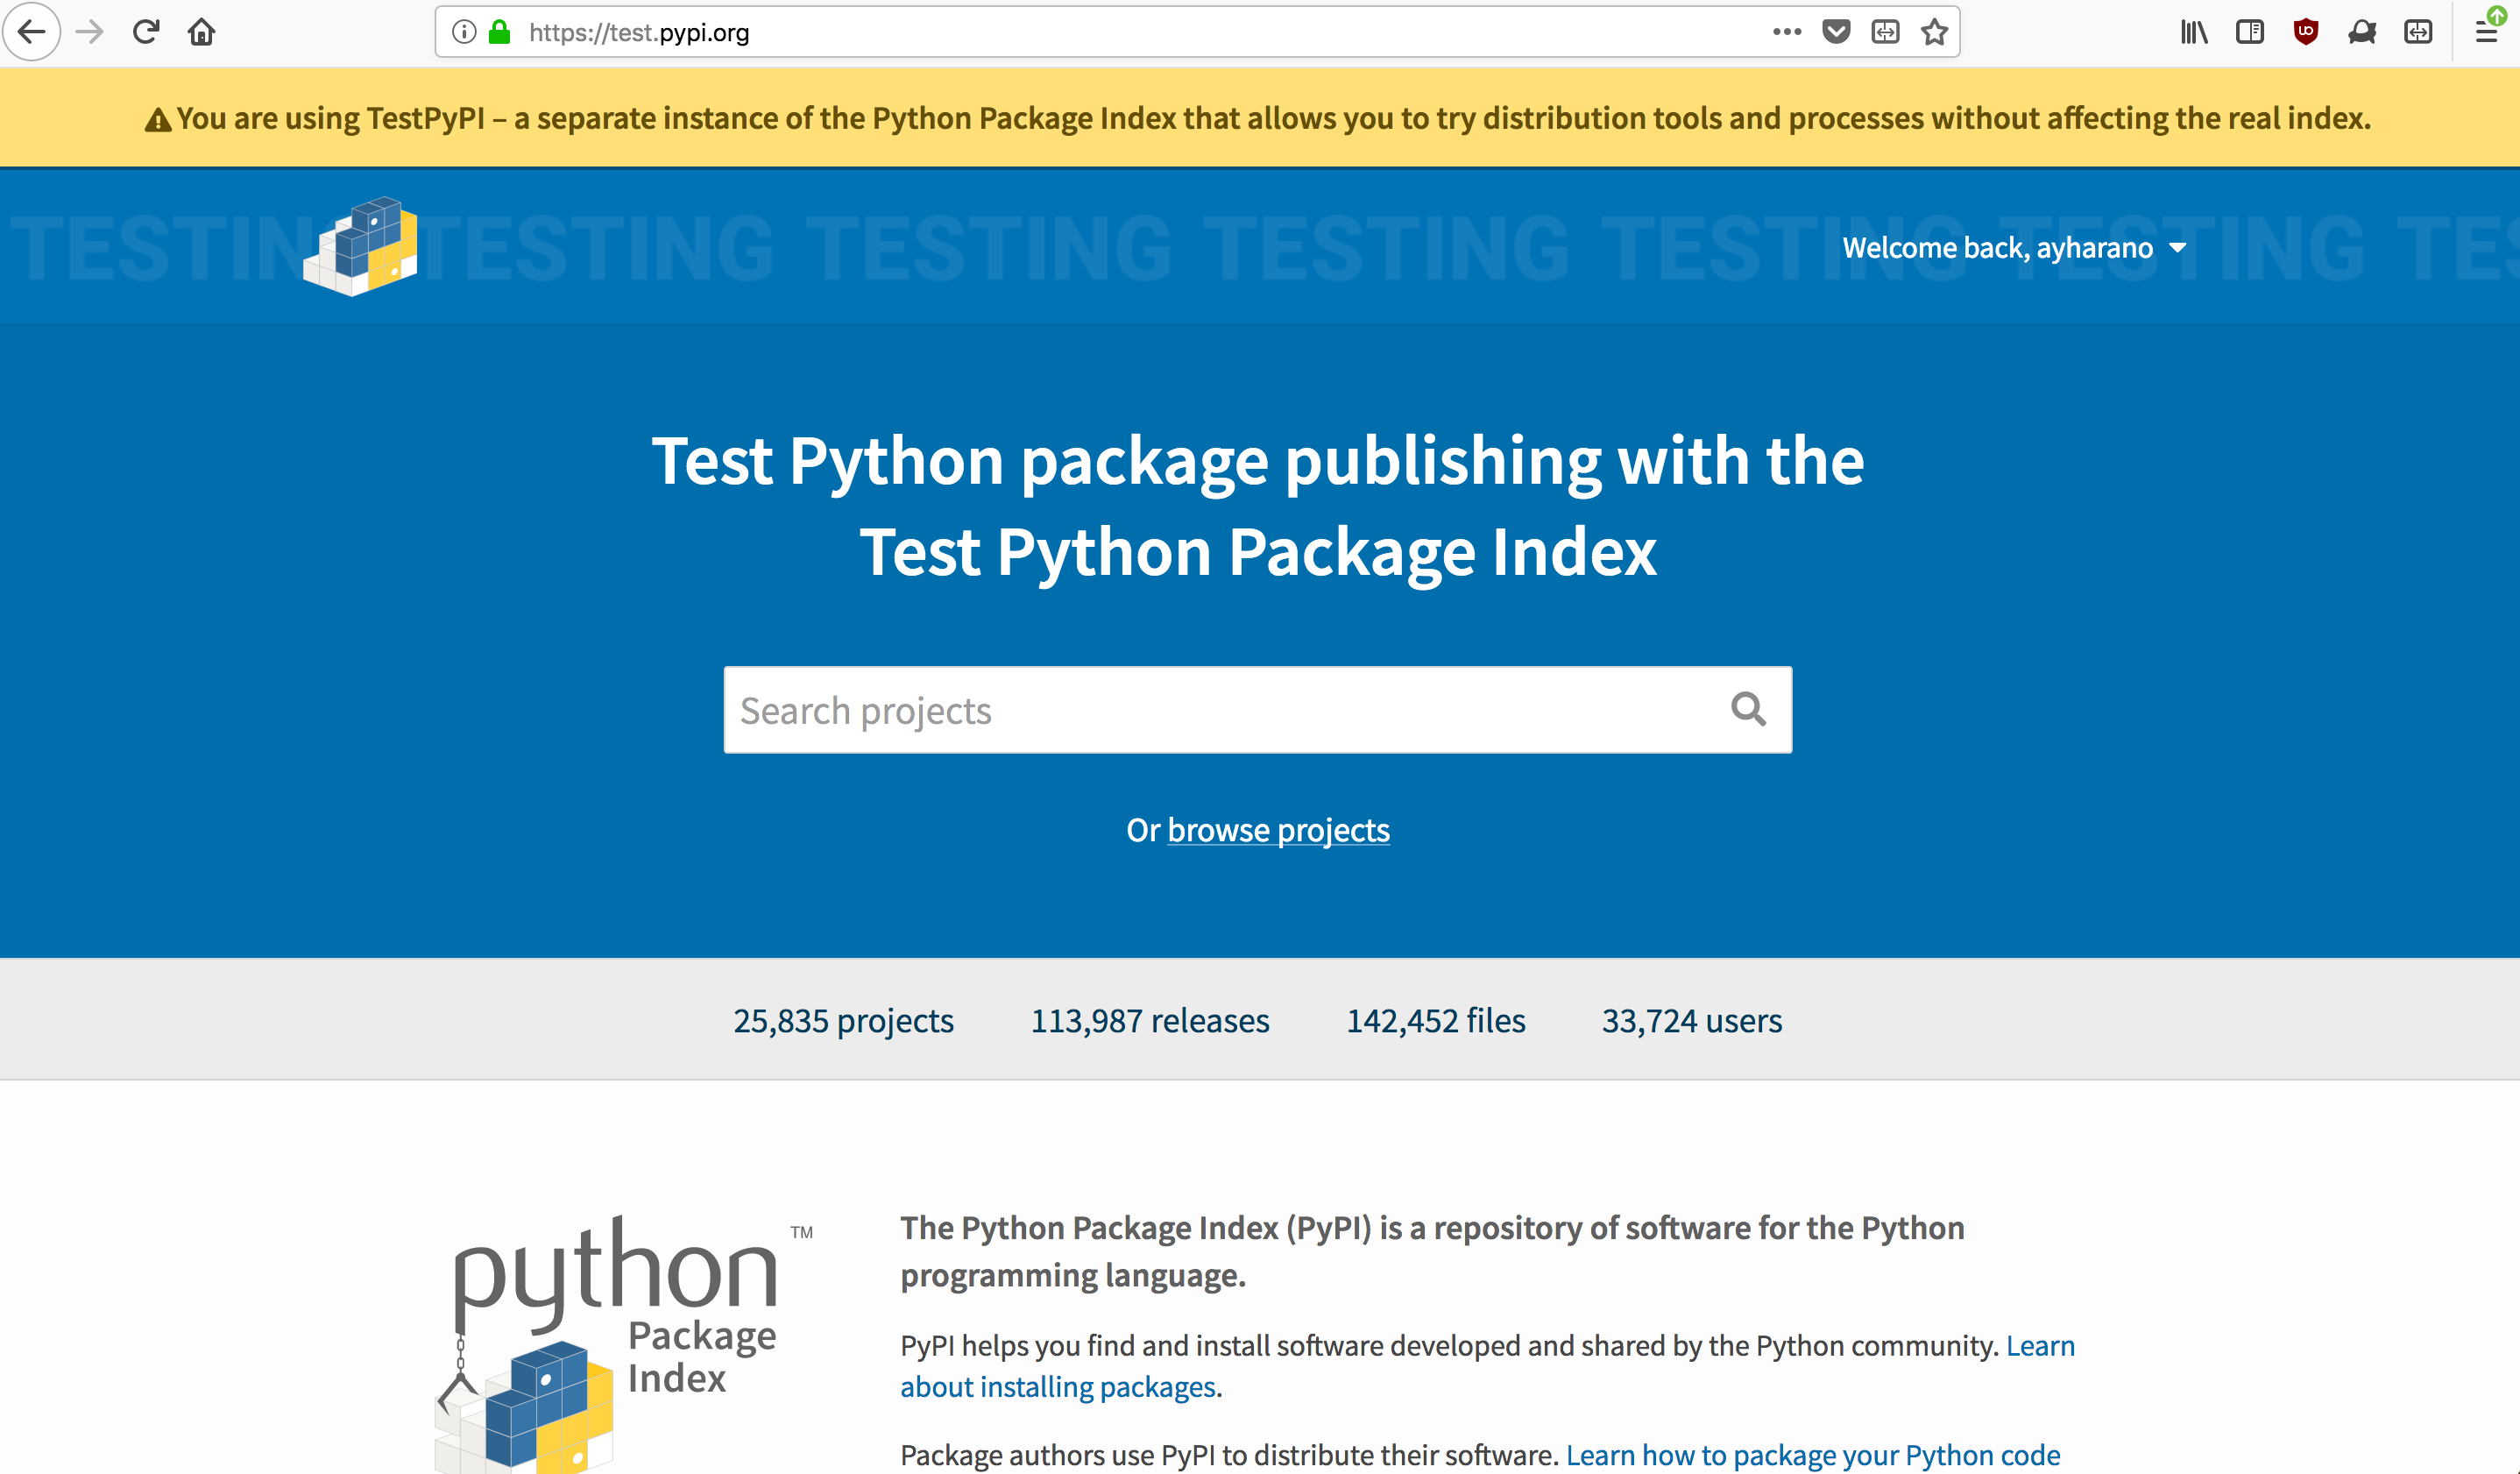 https://test.pypi.org
You are using TestPyPI – a separate instance of the Python Package Index that allows you to try distribution tools and processes without affecting the real index.
TESTING TESTING TESTING TESTING TESTING TESTING TES
Welcome back, ayharano
Test Python package publishing with the
Test Python Package Index
Search projects
Or browse projects
25,835 projects 113,987 releases 142,452 files 33,724 users
python TM
Package
Index
The Python Package Index (PyPI) is a repository of software for the Python
programming language.
PyPI helps you find and install software developed and shared by the Python community. Learn
about installing packages.
Package authors use PyPI to distribute their software. Learn how to package your Python code